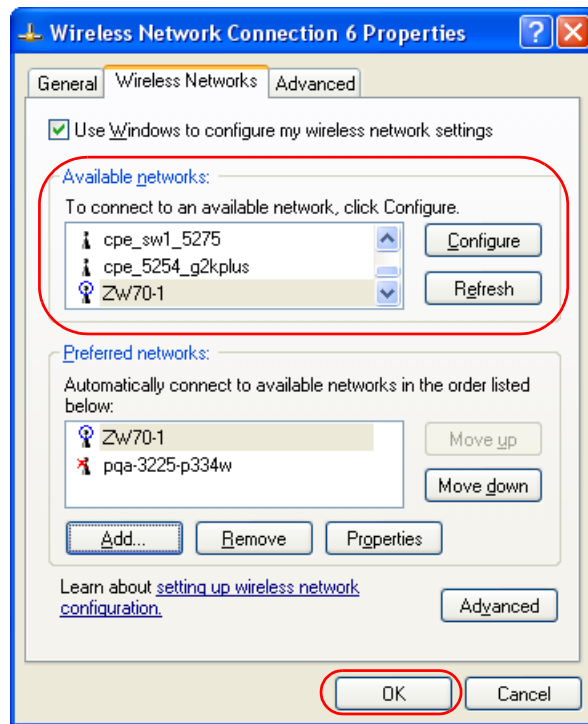 Wireless Network Connection 6 Properties
General Wireless Networks Advanced
Use Windows to configure my wireless network settings
Available networks:
To connect to an available network, click Configure.
cpe_sw1_5275
cpe_5254_g2kplus
ZW70-1
Configure
Refresh
Preferred networks:
Automatically connect to available networks in the order listed
below:
ZW70-1
pqa-3225-p334w
Move up
Move down
Add... Remove Properties
Learn about setting up wireless network
configuration.
Advanced
OK Cancel